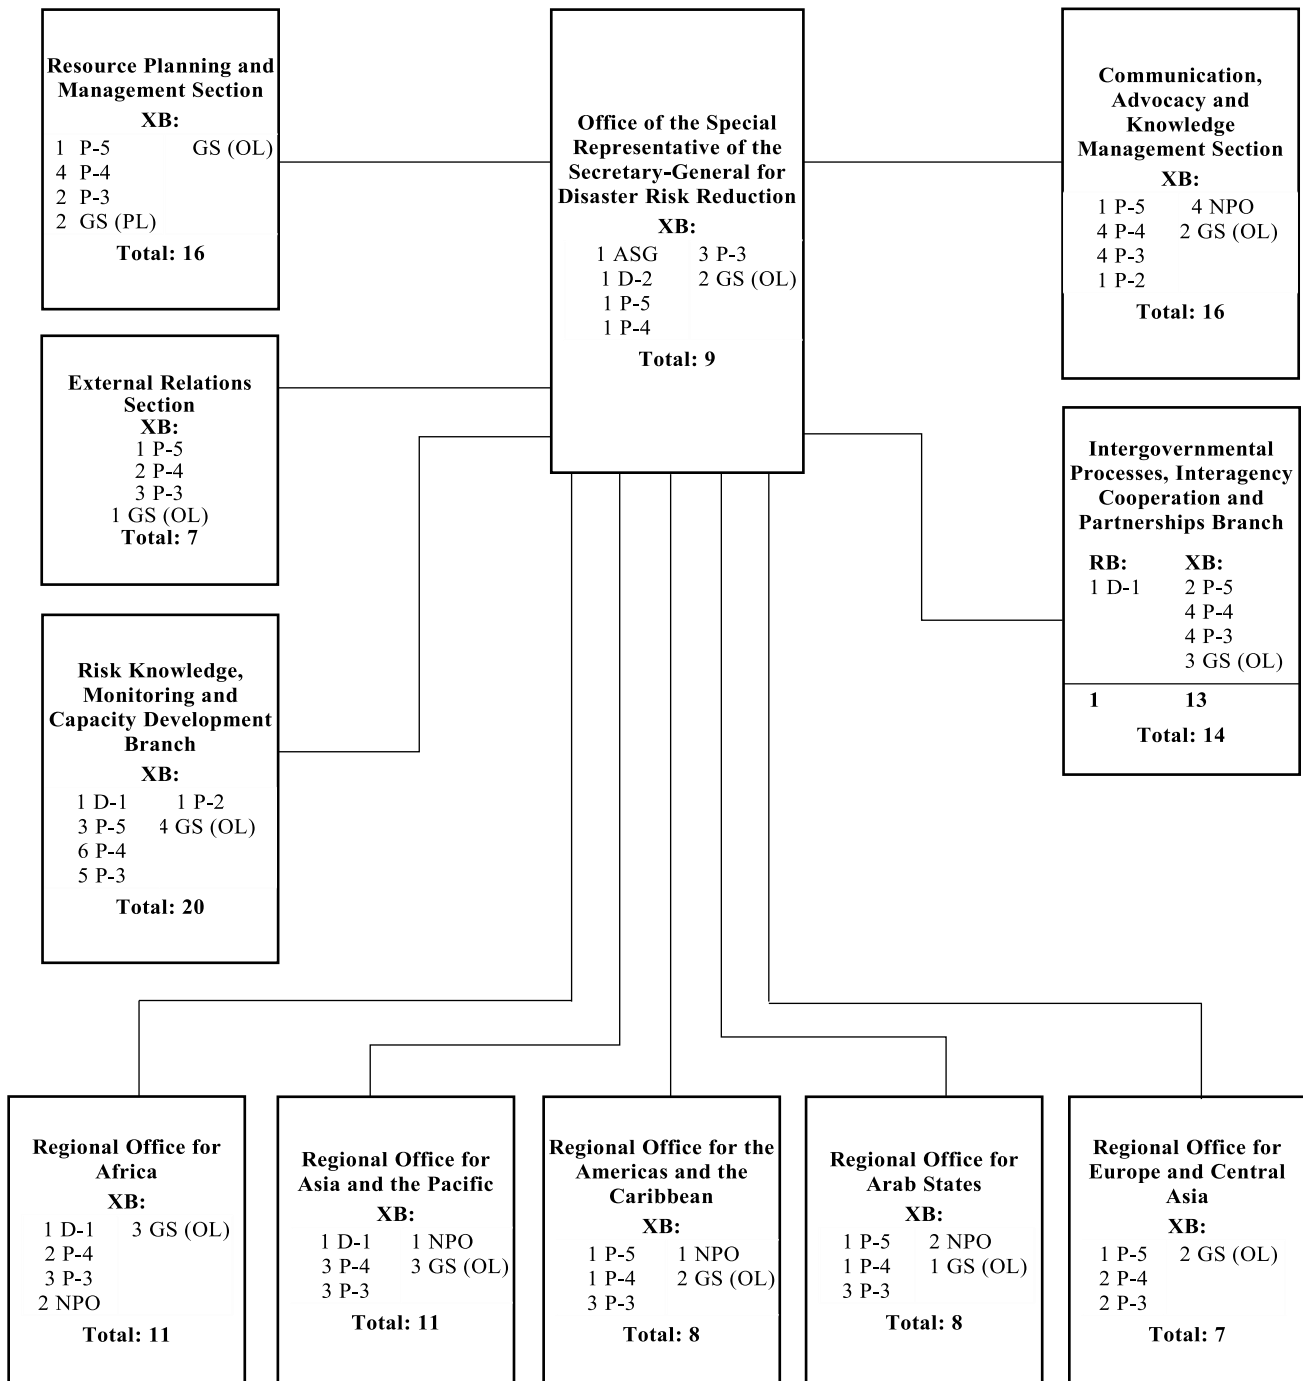 Resource Planning and
Management Section
XB:
1 P-5 GS (OL)
4 P-4
2 P-3
2 GS (PL)
Total: 16
Office of the Special
Representative of the
Secretary-General for
Disaster Risk Reduction
XB:
1 ASG 3 P-3
1 D-2 2 GS (OL)
1 P-5
1 P-4
Total: 9
Communication,
Advocacy and
Knowledge
Management Section
XB:
1 P-5 4 NPO
4 P-4 2 GS (OL)
4 P-3
1 P-2
Total: 16
External Relations
Section
XB:
1 P-5
2 P-4
3 P-3
1 GS (OL)
Total: 7
Intergovernmental
Processes, Interagency
Cooperation and
Partnerships Branch
RB: XB:
1 D-1 2 P-5
4 P-4
4 P-3
3 GS (OL)
1 13
Total: 14
Risk Knowledge,
Monitoring and
Capacity Development
Branch
XB:
1 D-1 1 P-2
3 P-5 4 GS (OL)
6 P-4
5 P-3
Total: 20
Regional Office for
Africa
XB:
1 D-1 3 GS (OL)
2 P-4
3 P-3
2 NPO
Total: 11
Regional Office for
Asia and the Pacific
XB:
1 D-1 1 NPO
3 P-4 3 GS (OL)
3 P-3
Total: 11
Regional Office for the
Americas and the
Caribbean
XB:
1 P-5 1 NPO
1 P-4 2 GS (OL)
3 P-3
Total: 8
Regional Office for
Arab States
XB:
1 P-5 2 NPO
1 P-4 1 GS (OL)
3 P-3
Total: 8
Regional Office for
Europe and Central
Asia
XB:
1 P-5 2 GS (OL)
2 P-4
2 P-3
Total: 7